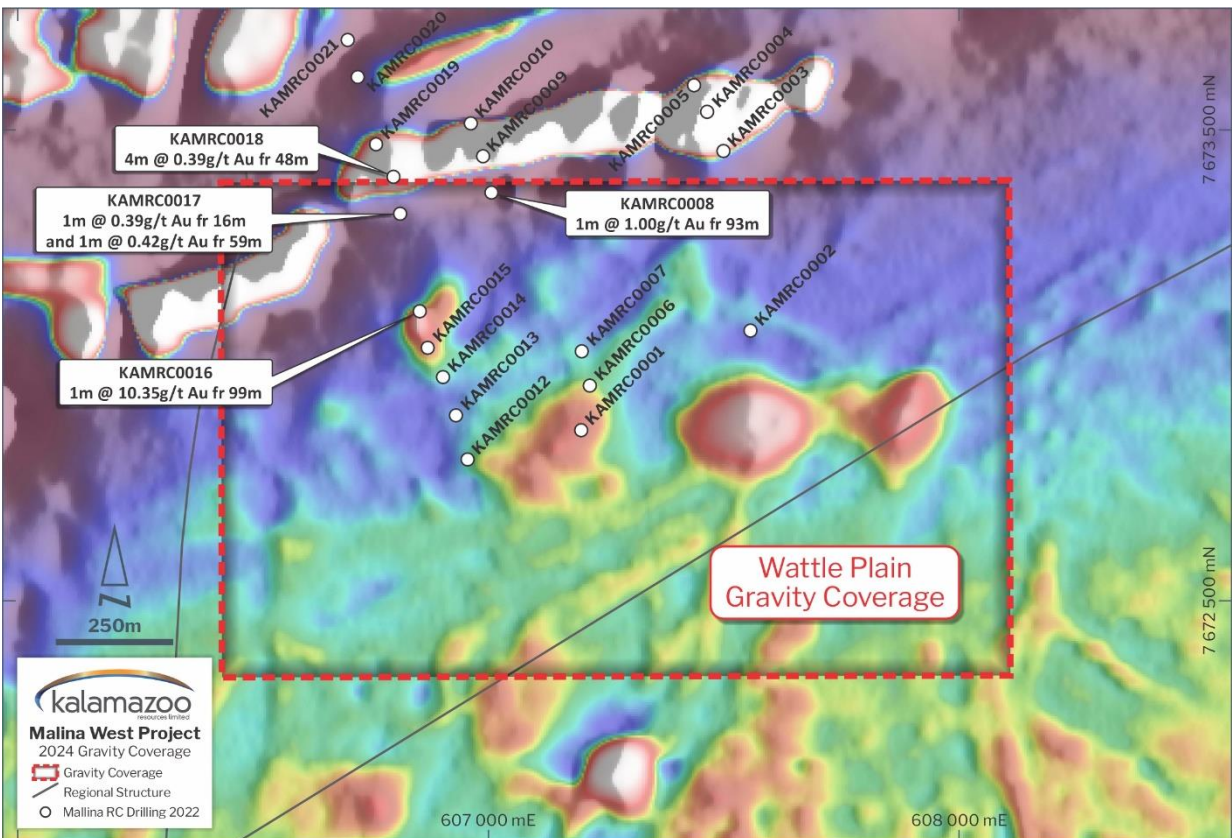 KAMRC0021
KAMRC0020
KAMRC0019
KAMRC0010
KAMRC0009
KAMRC0005
KAMRC0004
KAMRC0003
7 673 500 mN
KAMRC0018
4m @ 0.39g/t Au fr 48m
KAMRC0017
1m @ 0.39g/t Au fr 16m
and 1m @ 0.42g/t Au fr 59m
KAMRC0008
1m @ 1.00g/t Au fr 93m
KAMRC0015
KAMRC0014
KAMRC0013
KAMRC0012
KAMRC0007
KAMRC0006
KAMRC0001
KAMRC0002
KAMRC0016
1m @ 10.35g/t Au fr 99m
Wattle Plain
Gravity Coverage
7 672 500 mN
Z
250m
kalamazoo
resources limited
Malina West Project
2024 Gravity Coverage
Gravity Coverage
Regional Structure
Mallina RC Drilling 2022
607 000 mE
608 000 mE